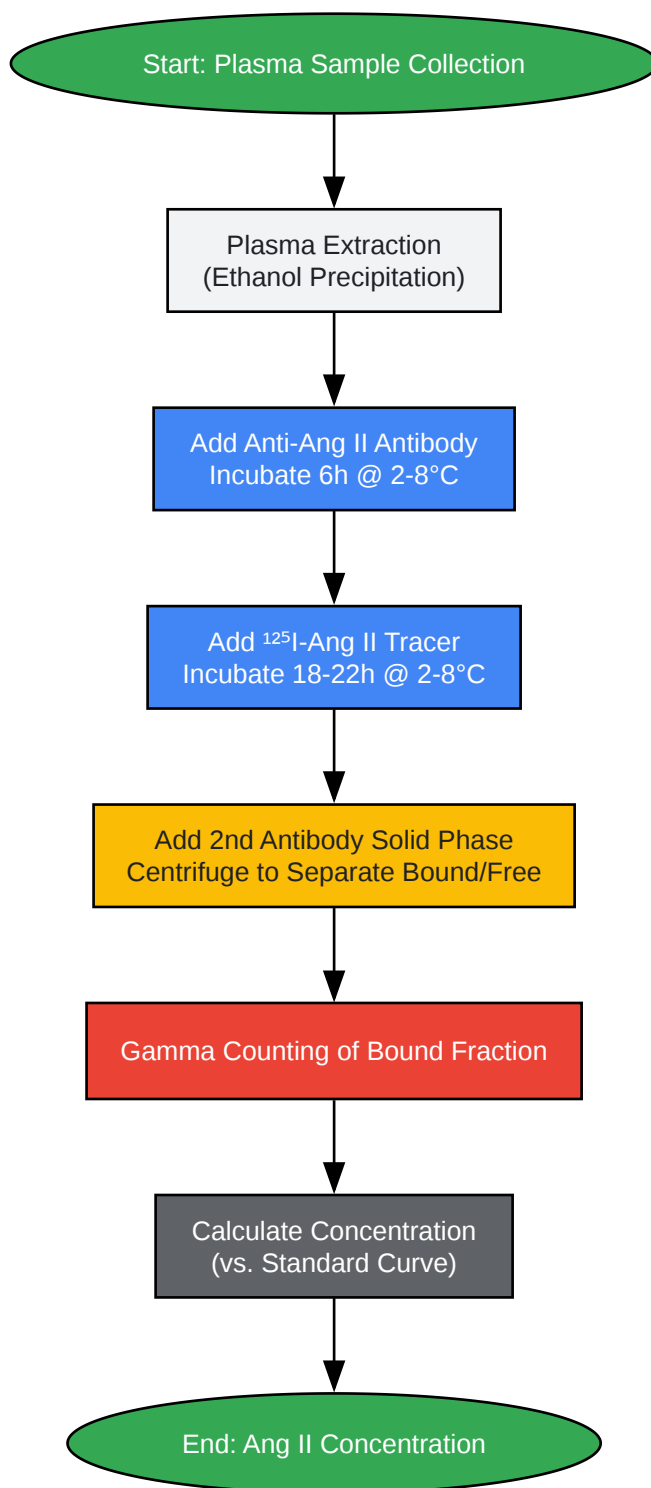 Start: Plasma Sample Collection
Plasma Extraction
(Ethanol Precipitation)
Add Anti-Ang II Antibody
Incubate 6h @ 2-8°C
Add ¹²⁵I-Ang II Tracer
Incubate 18-22h @ 2-8°C
Add 2nd Antibody Solid Phase
Centrifuge to Separate Bound/Free
Gamma Counting of Bound Fraction
Calculate Concentration
(vs. Standard Curve)
End: Ang II Concentration